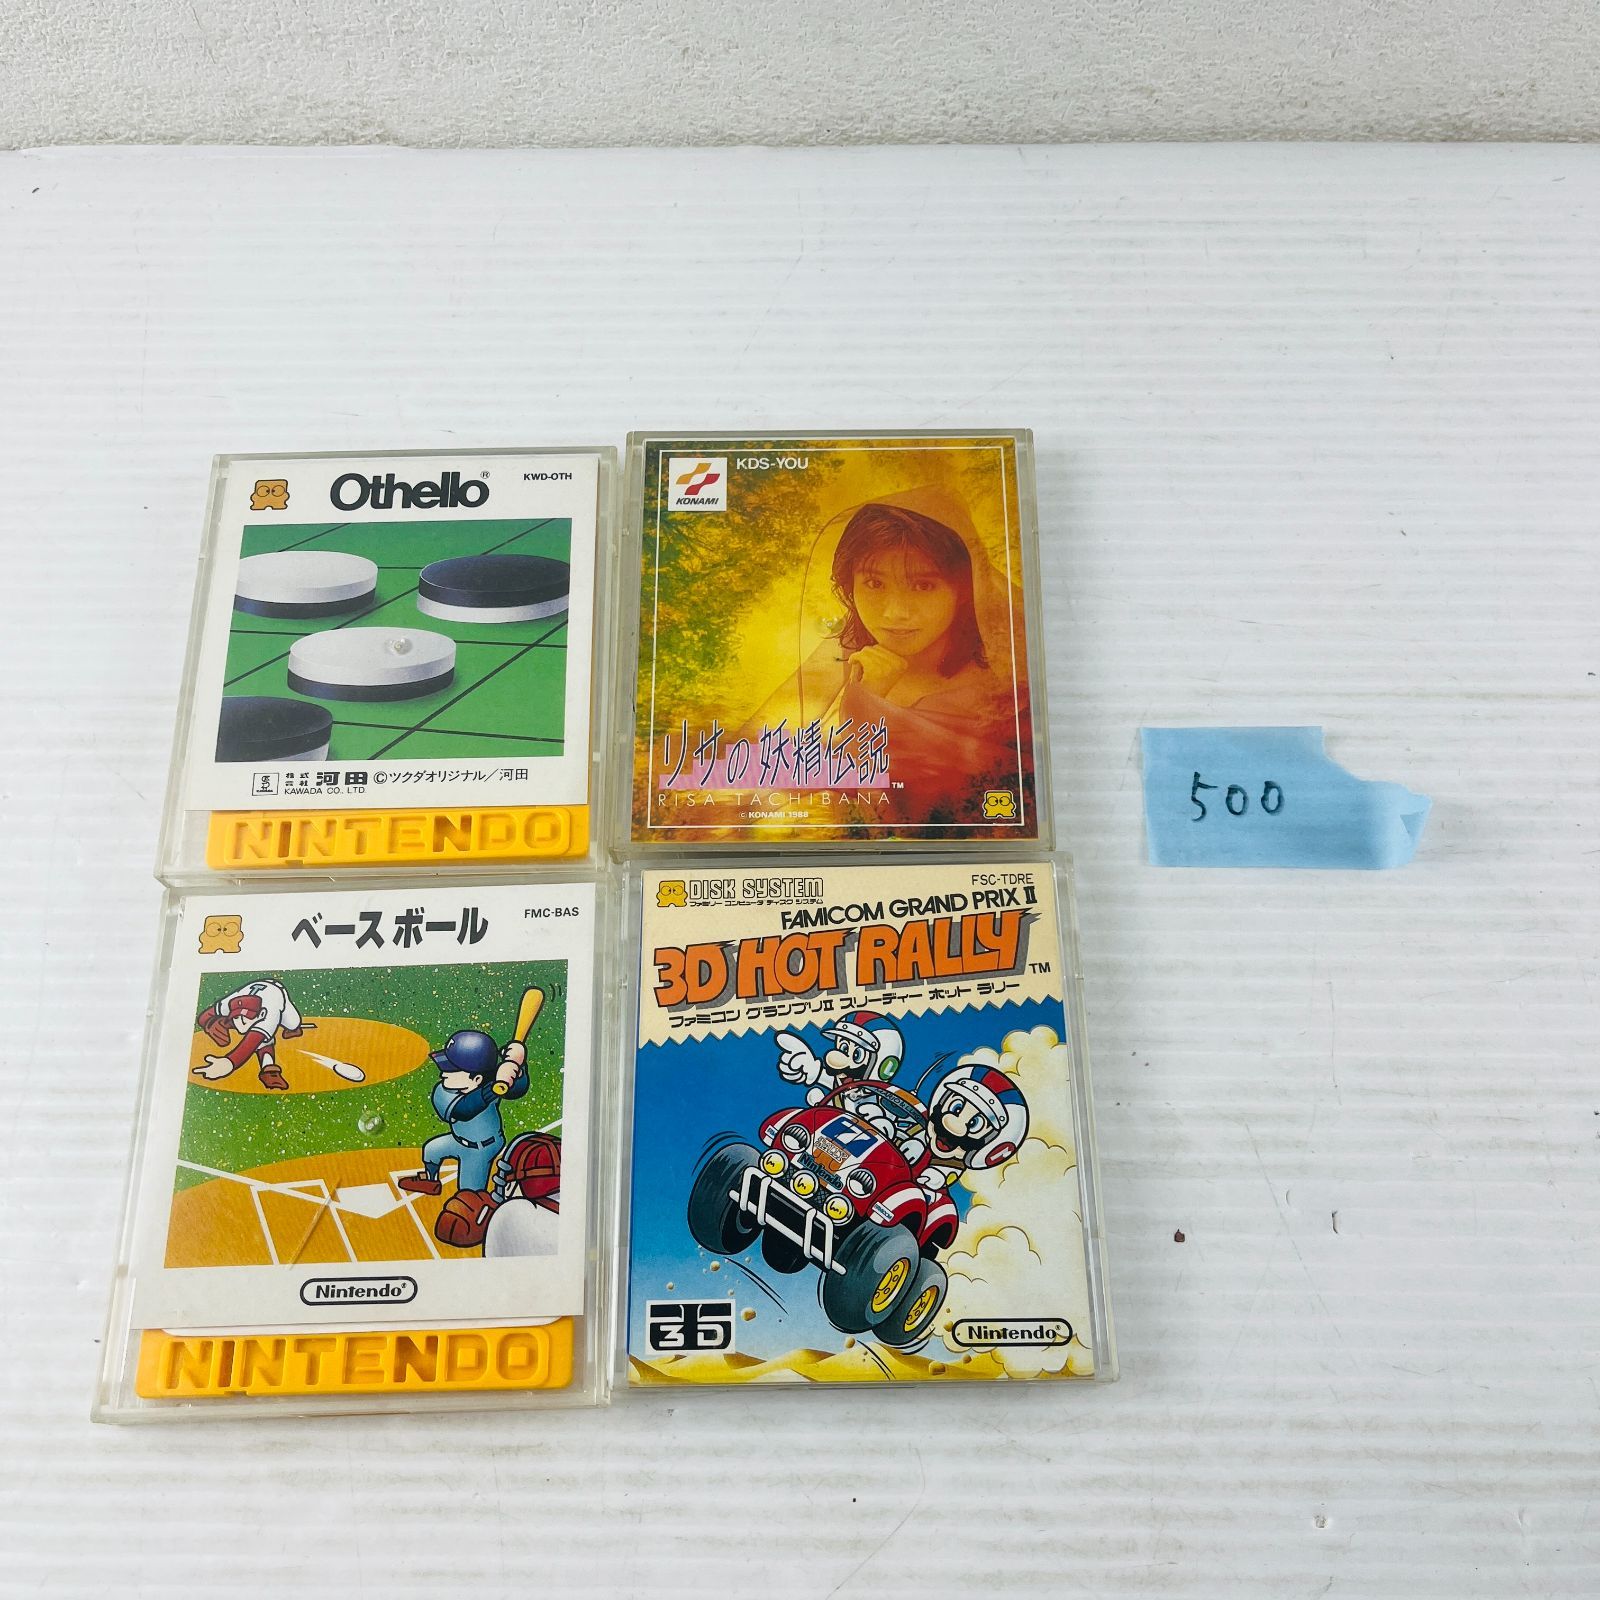 Othello®
KWD-OTH
株式会社 河田 ©ツクダオリジナル/河田
KAWADA CO., LTD.
NINTENDO
KONAMI
KDS-YOU
リサの妖精伝説™
RISA TACHIBANA
© KONAMI 1988
500
ベースボール
FMC-BAS
T
Nintendo®
NINTENDO
DISK SYSTEM
ファミリー コンピュータ ディスク システム
FSC-TDRE
FAMICOM GRAND PRIX II
3D HOT RALLY™
ファミコン グランプリII スリーディー ホット ラリー
L
77
Nintendo
3D
Nintendo®